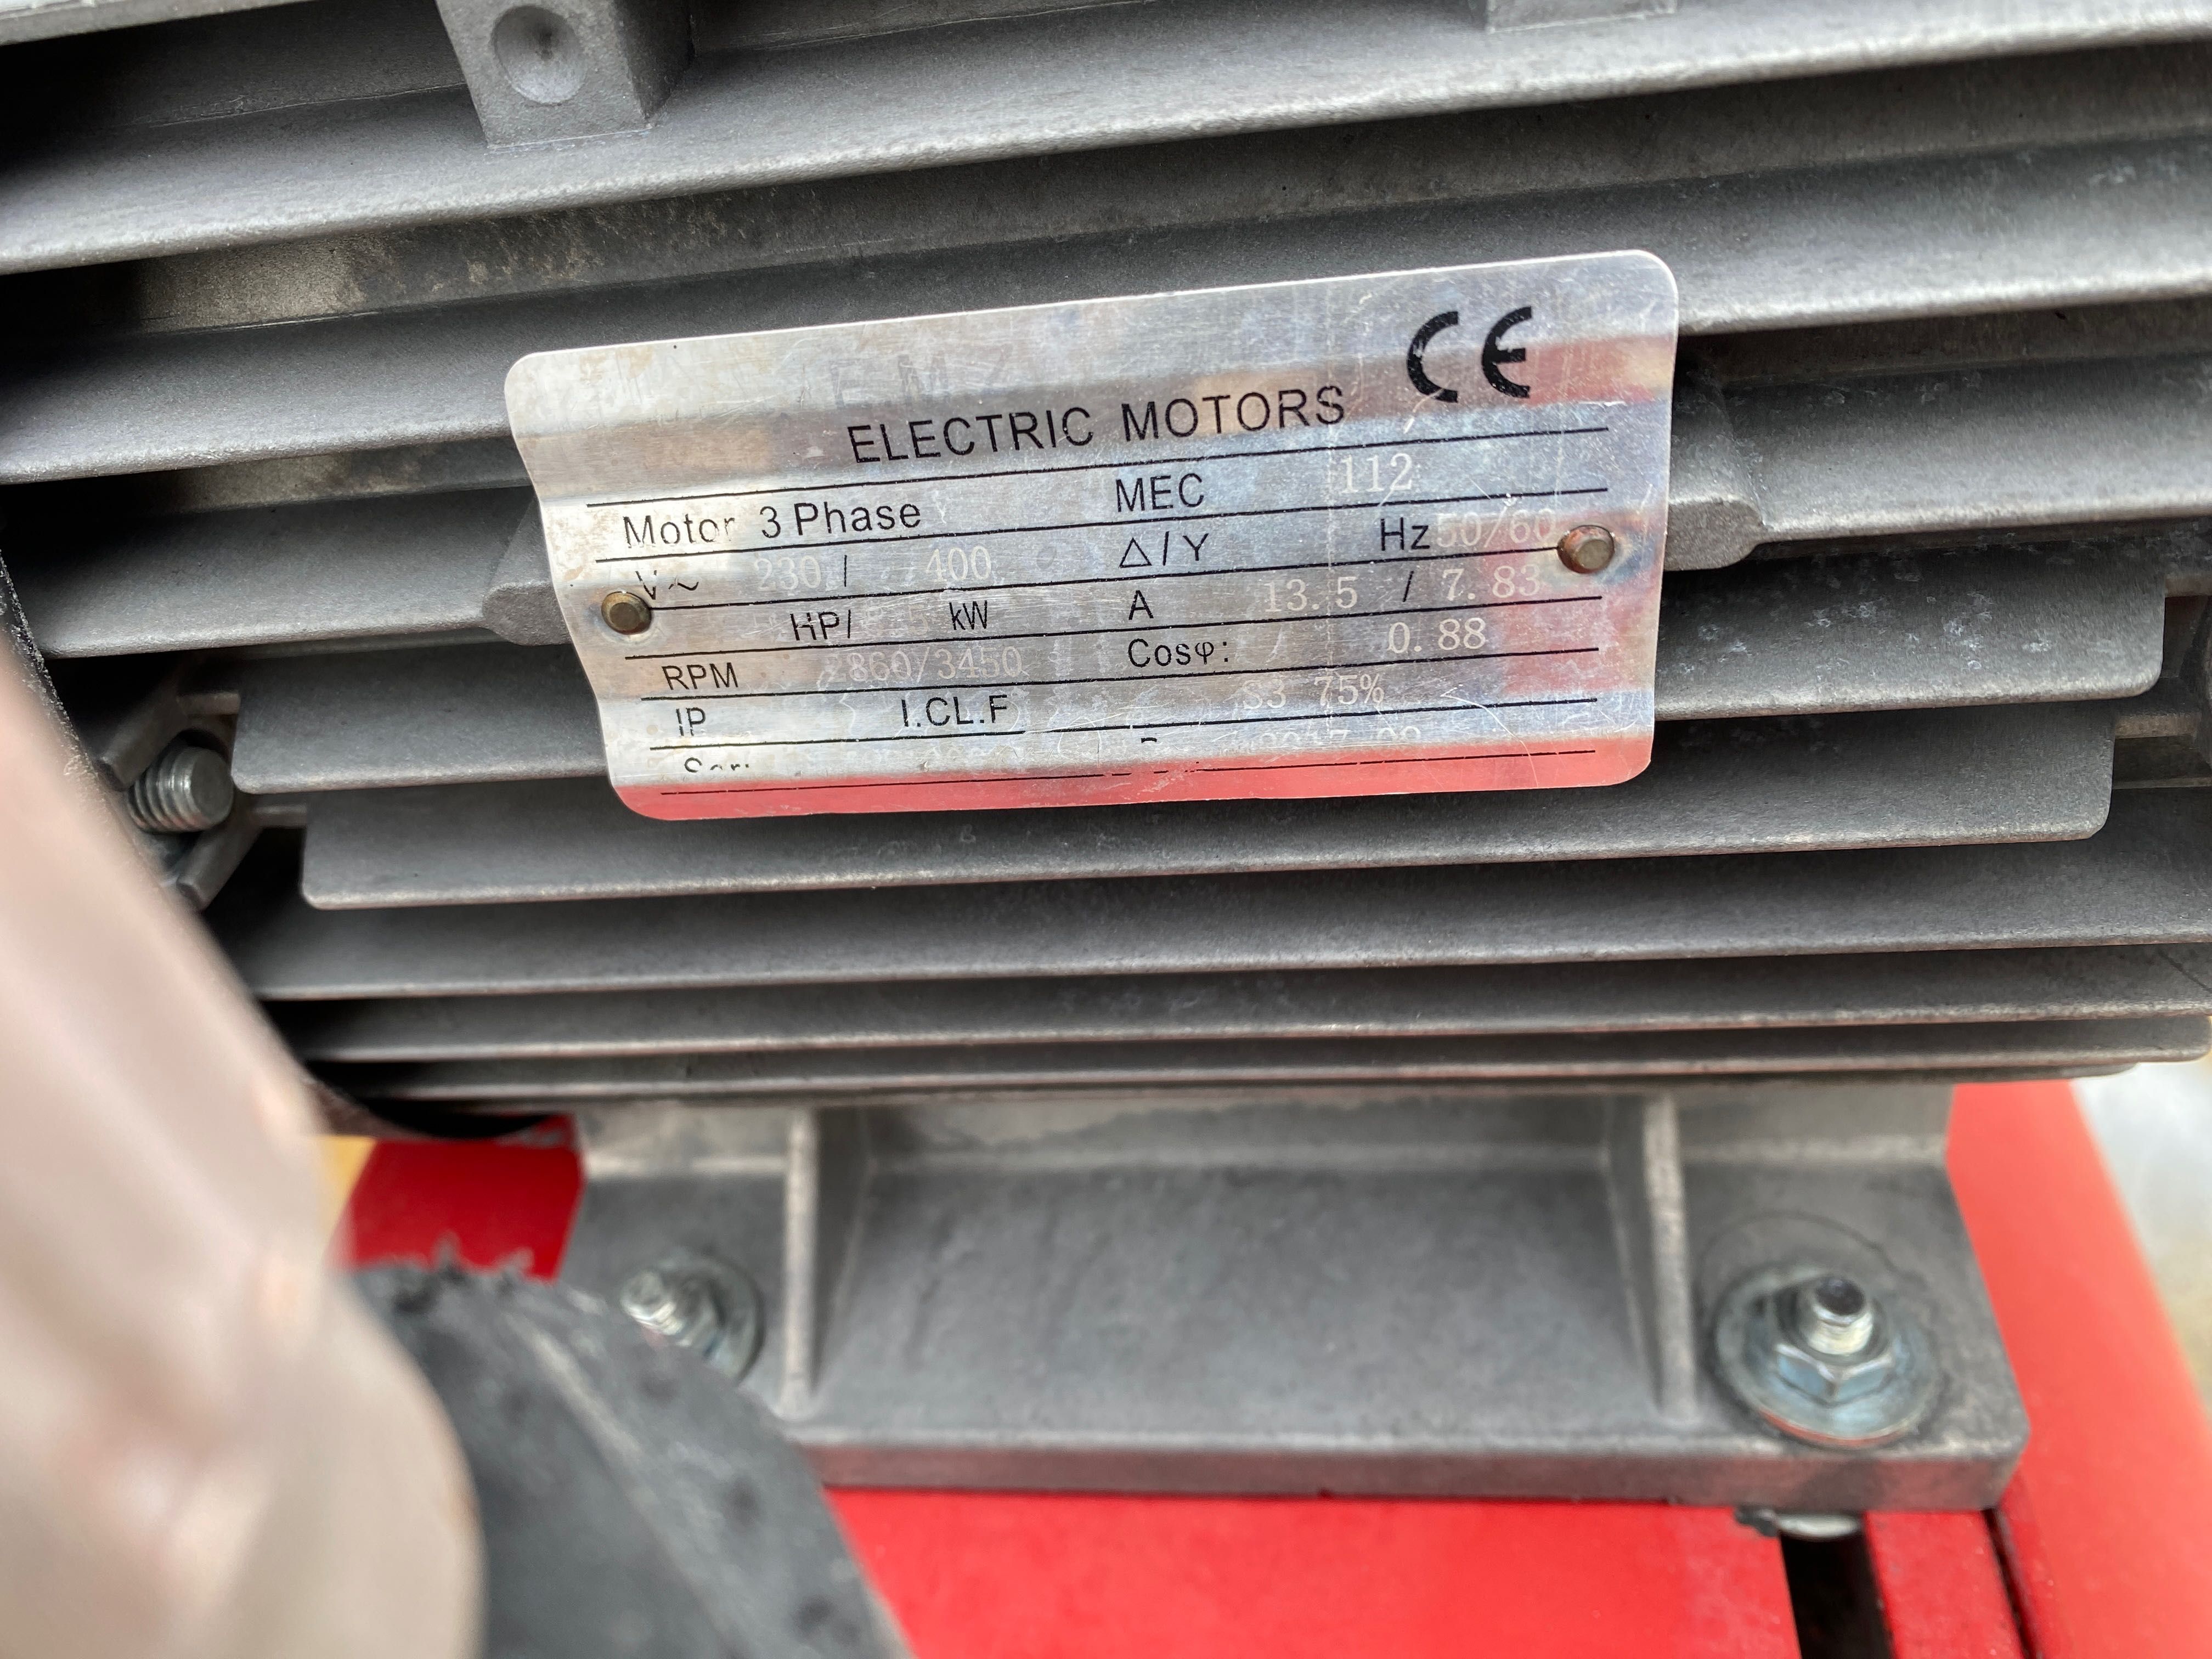 CE
ELECTRIC MOTORS
Motor 3 Phase MEC 112
V~ 230/ 400 △/Y Hz 50/60
HP/ kW A 13.5 / 7.83
RPM 2860/3450 Cosφ: / 0.88
IP I.CL.F S3 75%